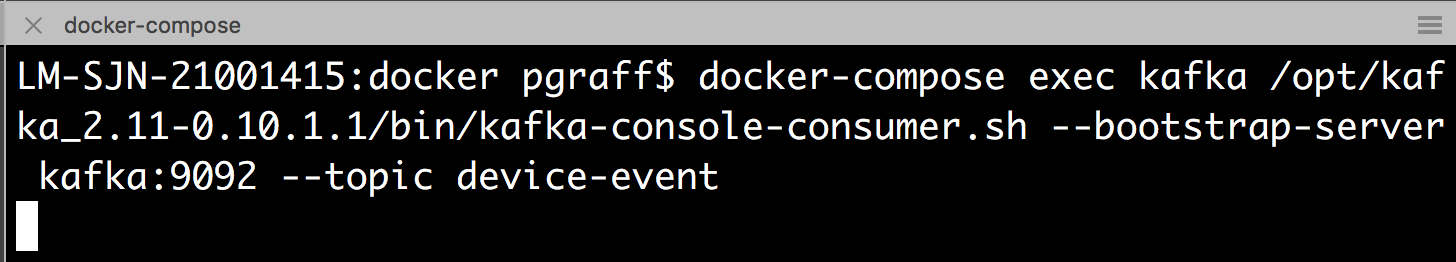 docker-compose
LM-SJN-21001415:docker pgraff$ docker-compose exec kafka /opt/kaf
ka_2.11-0.10.1.1/bin/kafka-console-consumer.sh --bootstrap-server
 kafka:9092 --topic device-event